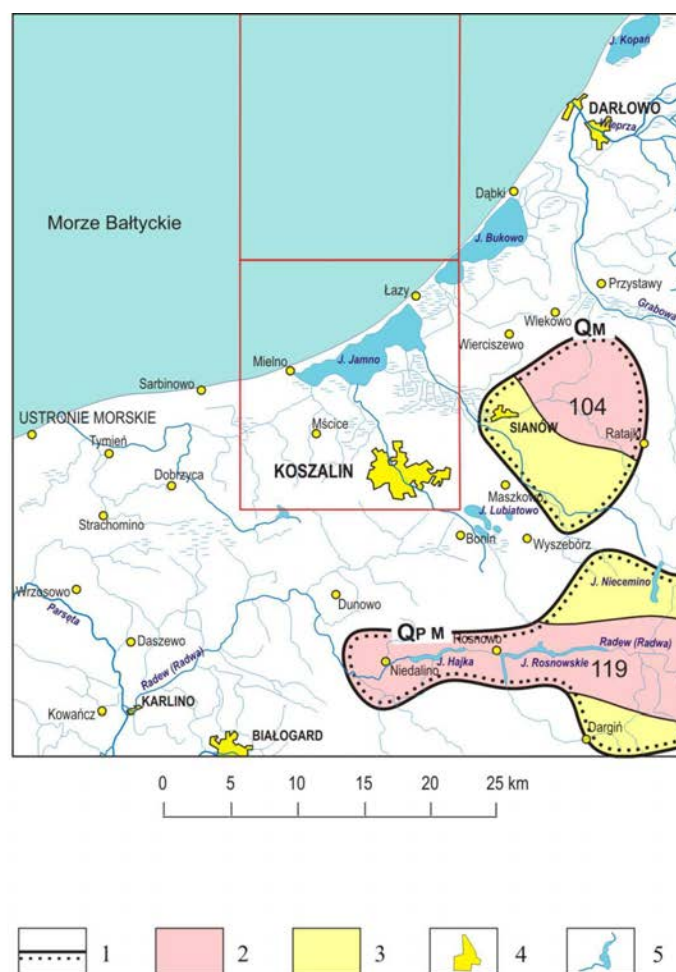 J. Kopań
DARŁOWO
Wieprza
Dąbki
Morze Bałtyckie
J. Bukowo
Przystawy
Łazy
Grabowa
Wiekowo
QM
Wierciszewo
Mielno
J. Jamno
Sarbinowo
104
USTRONIE MORSKIE
Mścice
SIANÓW
Ratajki
Tymień
KOSZALIN
Dobrzyca
Maszkowo
J. Lubiatowo
Strachomino
Bonin
Wyszebórz
J. Niecemino
Wrzosowo
Dunowo
Parsęta
QP M
Rosnowo
Radew (Radwa)
Daszewo
Niedalino
J. Hajka
J. Rosnowskie
119
Radew (Radwa)
KARLINO
Kowańcz
Dargiń
BIAŁOGARD
0 5 10 15 20 25 km
1 2 3 4 5